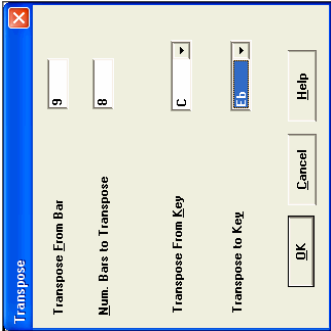 Transpose
Transpose From Bar 9
Num. Bars to Transpose 8
Transpose From Key C
Transpose to Key Eb
OK Cancel Help